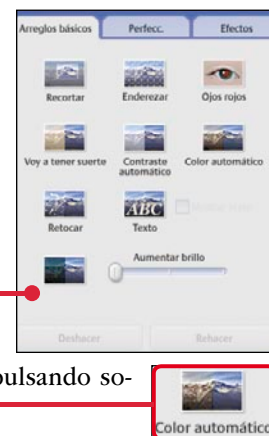 Arreglos básicos Perfecc. Efectos
Recortar Enderezar Ojos rojos
Voy a tener suerte Contraste automático Color automático
Retocar Texto
ABC
Aumentar brillo
Deshacer Rehacer
pulsando so-
Color automático